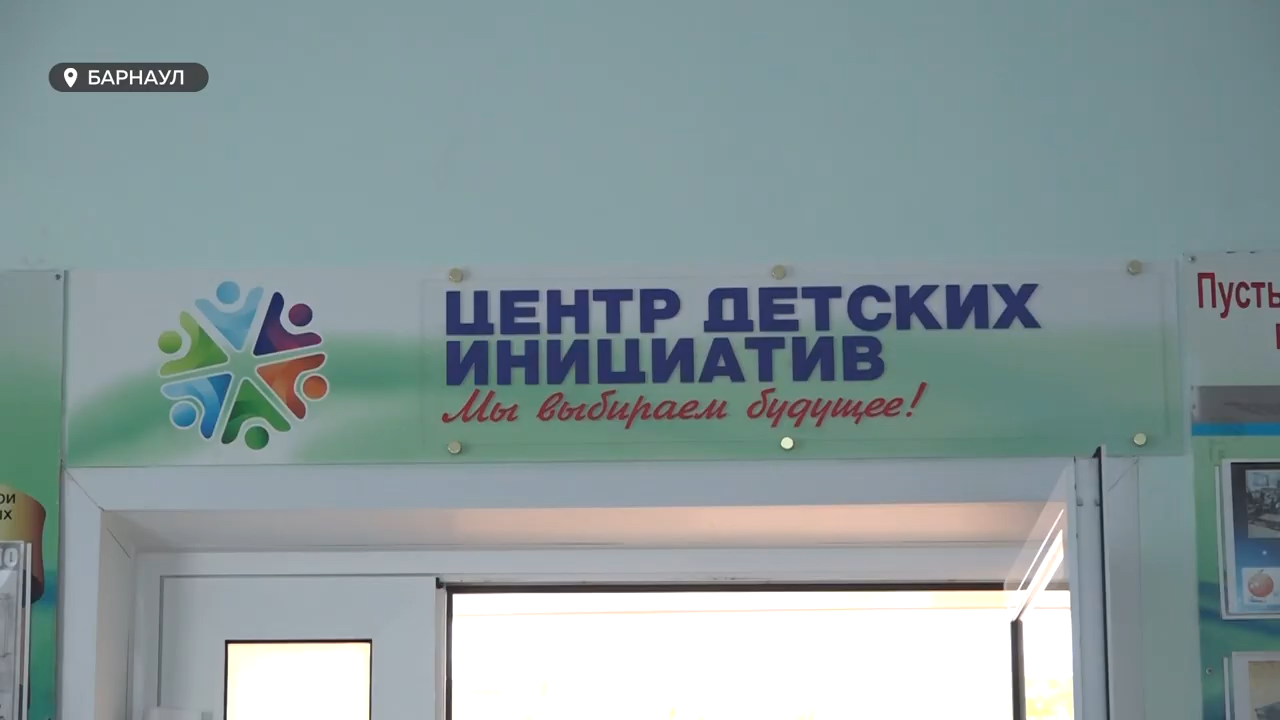 БАРНАУЛ
ЦЕНТР ДЕТСКИХ
ИНИЦИАТИВ
Мы выбираем будущее!
Пусть